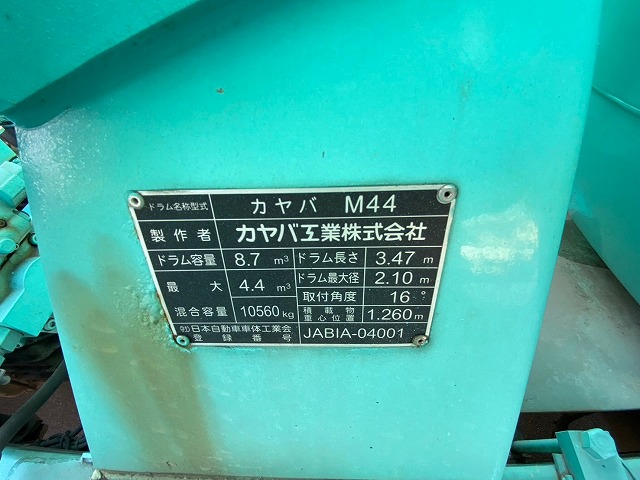 ドラム名称型式 カヤバ M44
製作者 カヤバ工業株式会社
ドラム容量 8.7 m³ ドラム長さ 3.47 m
最大 4.4 m³ ドラム最大径 2.10 m
混合容量 10560kg 取付角度 16°
積載物重心位置 1.260m
㈳日本自動車車体工業会
登録番号 JABIA-04001